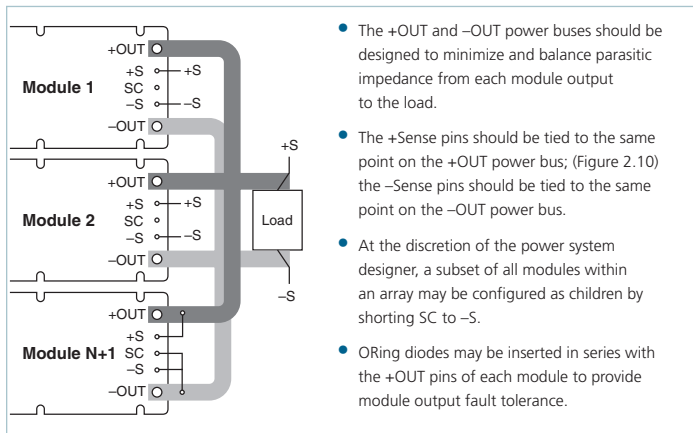 +OUT
+S
+S
Module 1
SC
–S
–S
–OUT
+S
+OUT
+S
+S
Module 2
SC
Load
–S
–S
–OUT
–S
+OUT
+S
Module N+1
SC
–S
–OUT
• The +OUT and –OUT power buses should be
designed to minimize and balance parasitic
impedance from each module output
to the load.
• The +Sense pins should be tied to the same
point on the +OUT power bus; (Figure 2.10)
the –Sense pins should be tied to the same
point on the –OUT power bus.
• At the discretion of the power system
designer, a subset of all modules within
an array may be configured as children by
shorting SC to –S.
• ORing diodes may be inserted in series with
the +OUT pins of each module to provide
module output fault tolerance.